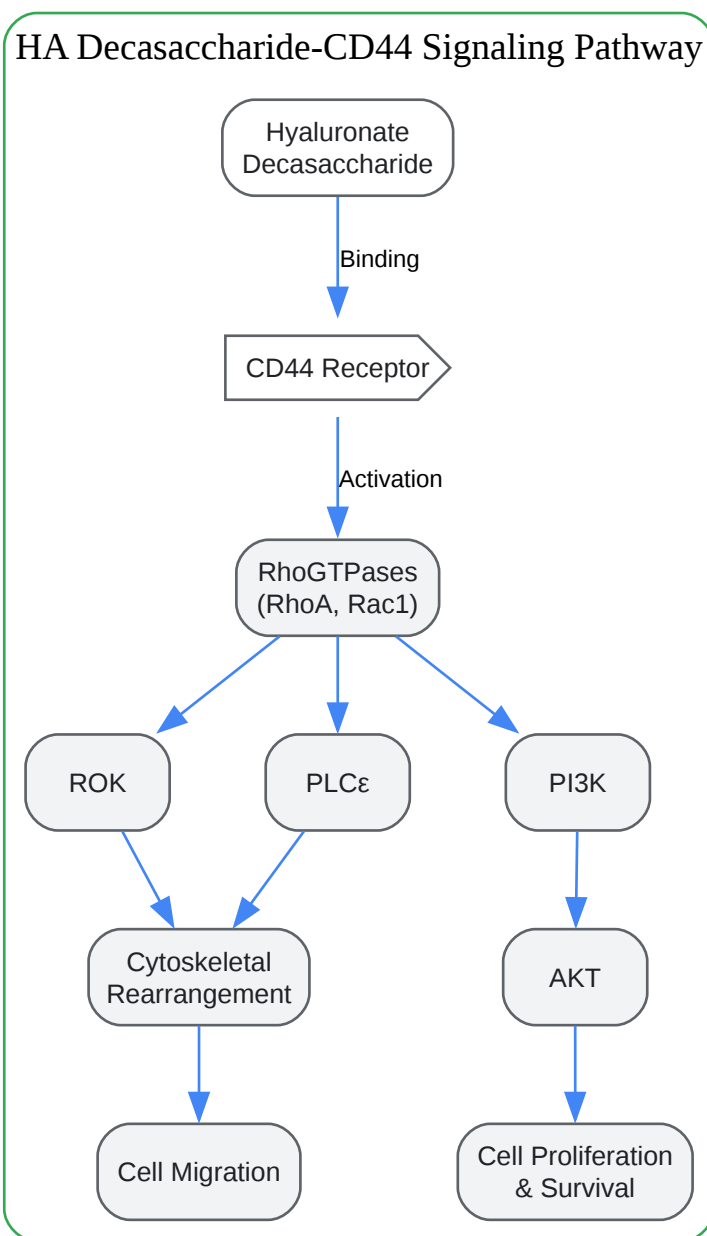 HA Decasaccharide-CD44 Signaling Pathway
Hyaluronate
Decasaccharide
Binding
CD44 Receptor
Activation
RhoGTPases
(RhoA, Rac1)
ROK
PLCε
PI3K
Cytoskeletal
Rearrangement
AKT
Cell Migration
Cell Proliferation
& Survival